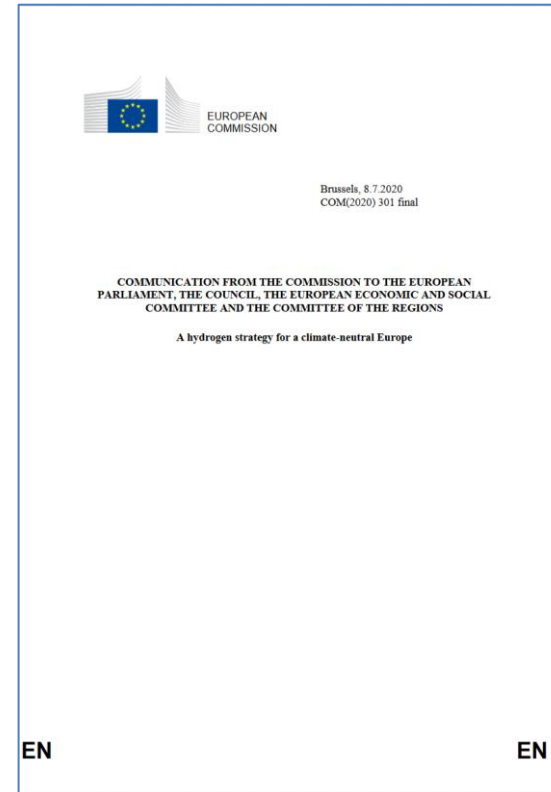 EUROPEAN
COMMISSION
Brussels, 8.7.2020
COM(2020) 301 final
COMMUNICATION FROM THE COMMISSION TO THE EUROPEAN
PARLIAMENT, THE COUNCIL, THE EUROPEAN ECONOMIC AND SOCIAL
COMMITTEE AND THE COMMITTEE OF THE REGIONS
A hydrogen strategy for a climate-neutral Europe
EN EN